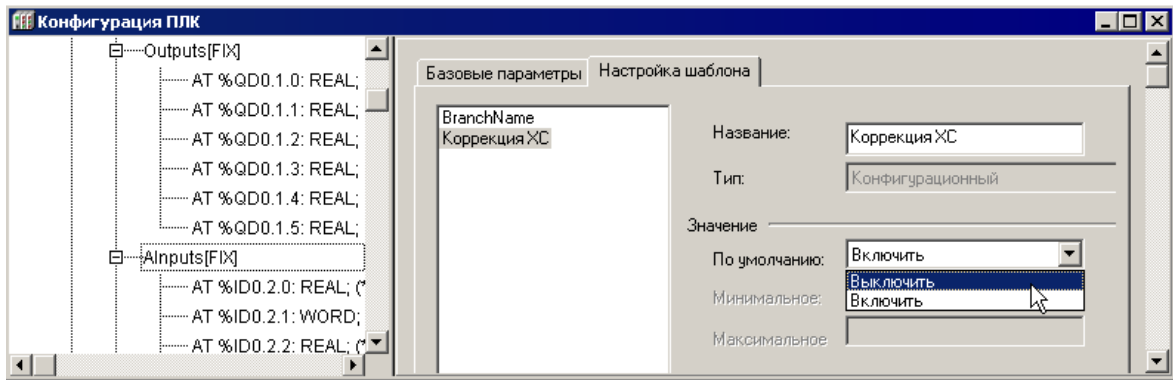 Конфигурация ПЛК
Outputs[FIX]
AT %QD0.1.0: REAL;
AT %QD0.1.1: REAL;
AT %QD0.1.2: REAL;
AT %QD0.1.3: REAL;
AT %QD0.1.4: REAL;
AT %QD0.1.5: REAL;
AInputs[FIX]
AT %ID0.2.0: REAL; (*
AT %ID0.2.1: WORD;
AT %ID0.2.2: REAL; (*
Базовые параметры
Настройка шаблона
BranchName
Коррекция ХС
Название:
Коррекция ХС
Тип:
Конфигурационный
Значение
По умолчанию:
Включить
Выключить
Включить
Минимальное:
Максимальное